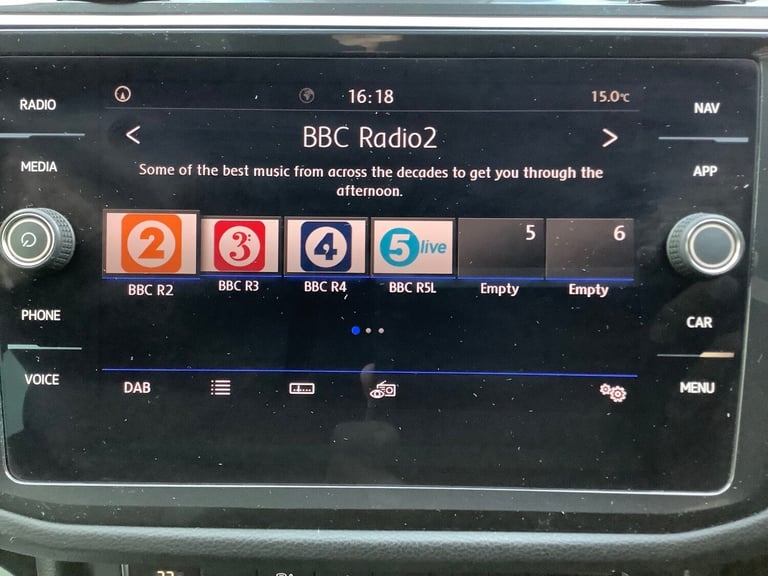 RADIO
MEDIA
PHONE
VOICE
16:18
15.0°C
< BBC Radio2 >
Some of the best music from across the decades to get you through the
afternoon.
2 3 4 5 live 5 6
BBC R2 BBC R3 BBC R4 BBC R5L Empty Empty
DAB
NAV
APP
CAR
MENU